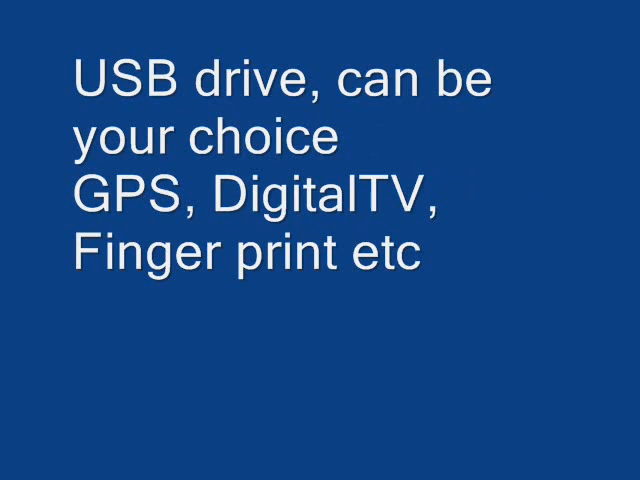 USB drive, can be
your choice
GPS, DigitalTV,
Finger print etc